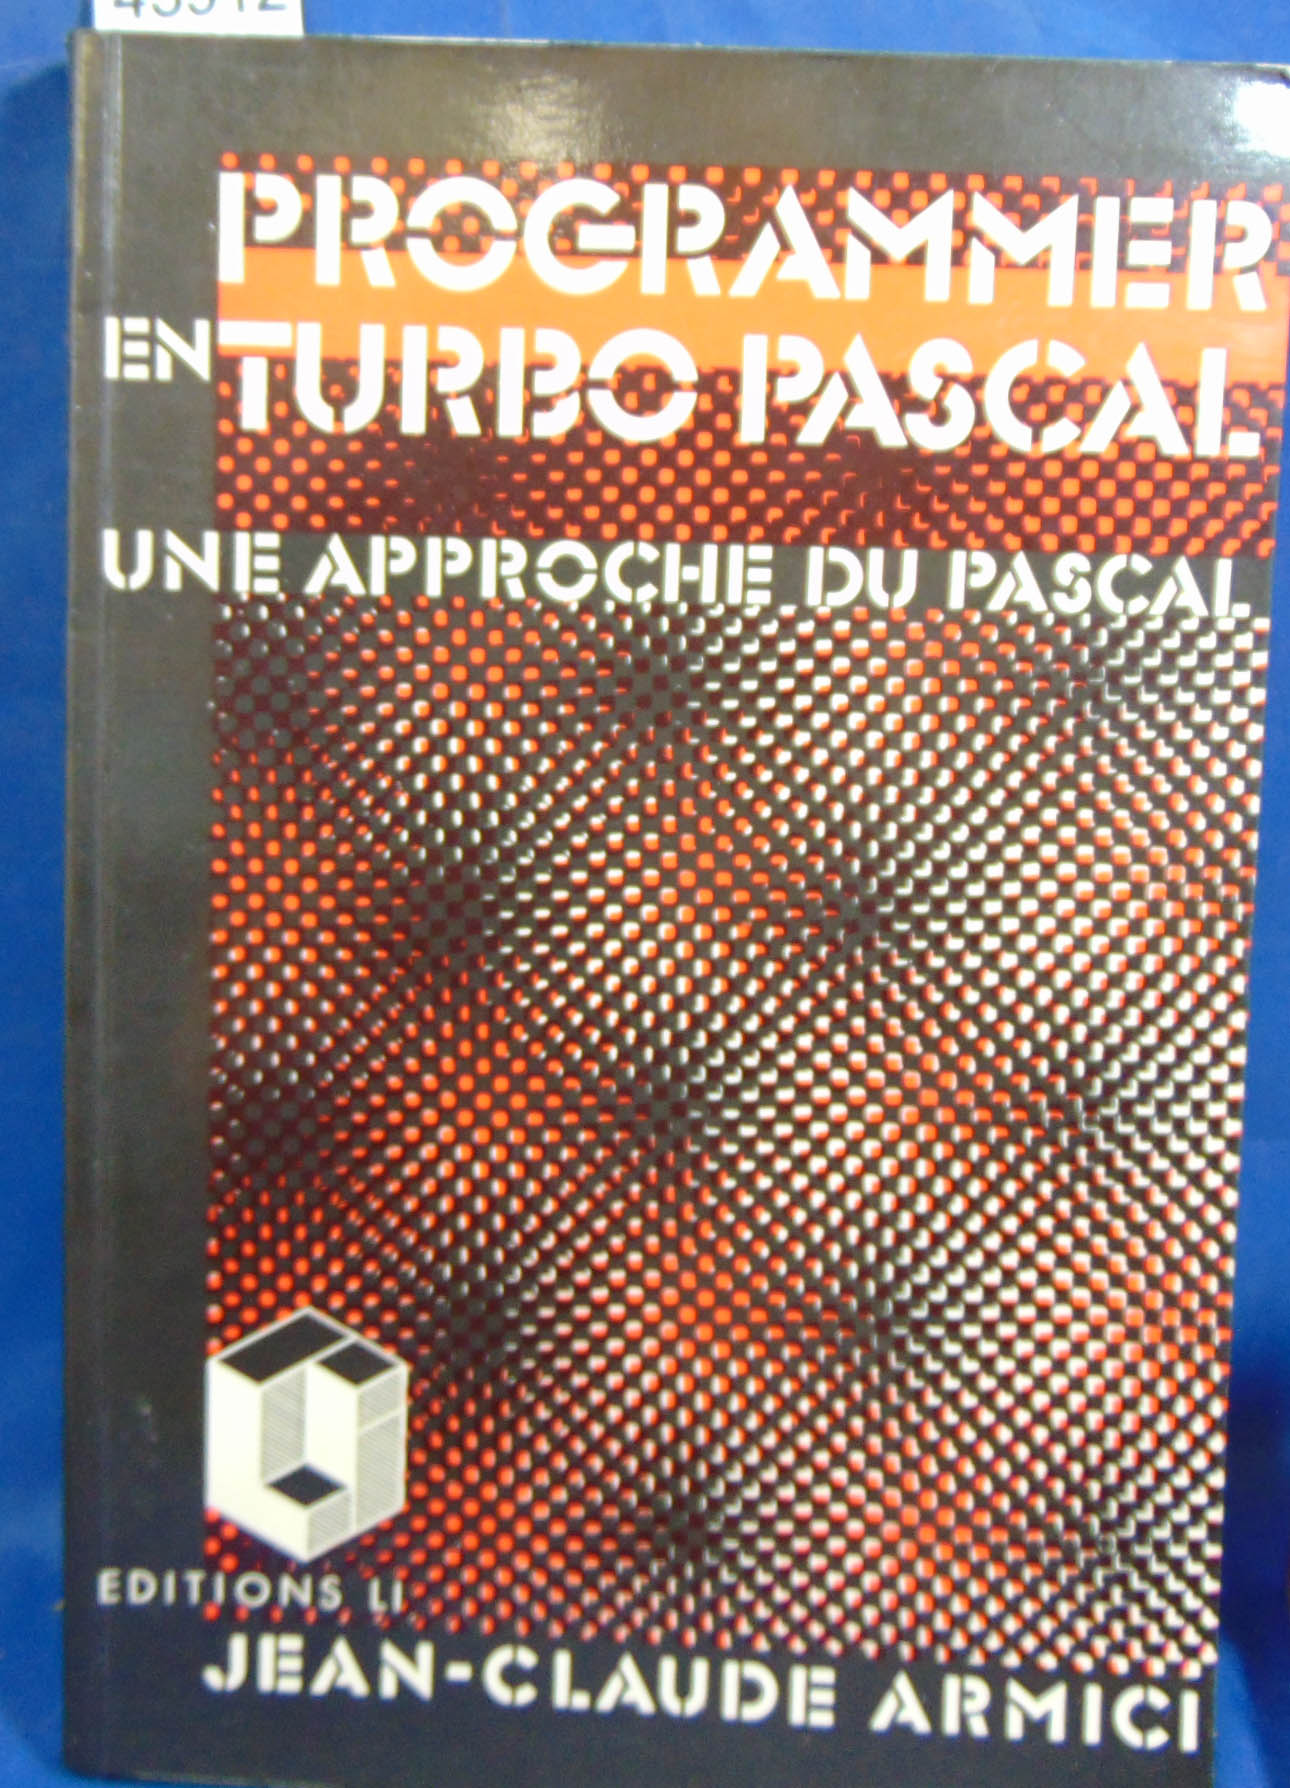 PROGRAMMER
EN TURBO PASCAL
UNE APPROCHE DU PASCAL
EDITIONS LI
JEAN-CLAUDE ARMICI